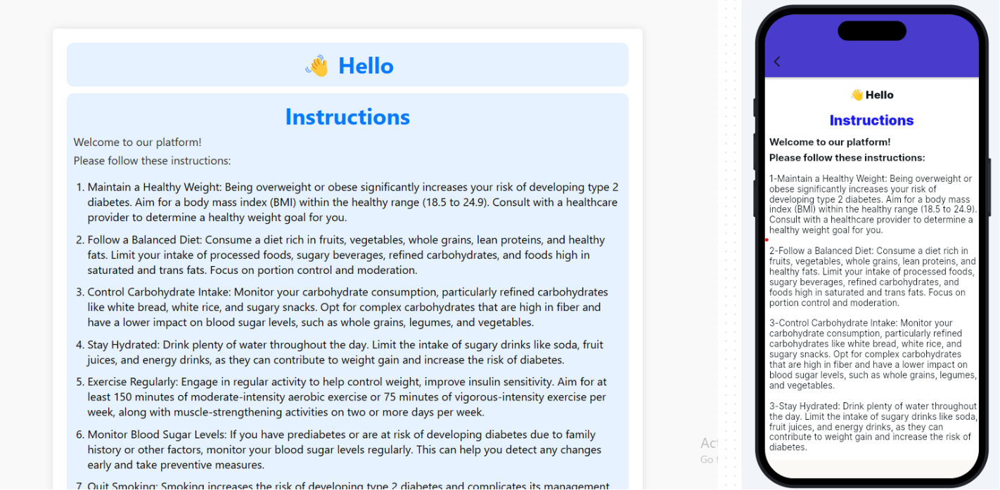 👋 Hello
Instructions
Welcome to our platform!
Please follow these instructions:
1. Maintain a Healthy Weight: Being overweight or obese significantly increases your risk of developing type 2
diabetes. Aim for a body mass index (BMI) within the healthy range (18.5 to 24.9). Consult with a healthcare
provider to determine a healthy weight goal for you.
2. Follow a Balanced Diet: Consume a diet rich in fruits, vegetables, whole grains, lean proteins, and healthy
fats. Limit your intake of processed foods, sugary beverages, refined carbohydrates, and foods high in
saturated and trans fats. Focus on portion control and moderation.
3. Control Carbohydrate Intake: Monitor your carbohydrate consumption, particularly refined carbohydrates
like white bread, white rice, and sugary snacks. Opt for complex carbohydrates that are high in fiber and
have a lower impact on blood sugar levels, such as whole grains, legumes, and vegetables.
4. Stay Hydrated: Drink plenty of water throughout the day. Limit the intake of sugary drinks like soda, fruit
juices, and energy drinks, as they can contribute to weight gain and increase the risk of diabetes.
5. Exercise Regularly: Engage in regular activity to help control weight, improve insulin sensitivity. Aim for at
least 150 minutes of moderate-intensity aerobic exercise or 75 minutes of vigorous-intensity exercise per
week, along with muscle-strengthening activities on two or more days per week.
6. Monitor Blood Sugar Levels: If you have prediabetes or are at risk of developing diabetes due to family
history or other factors, monitor your blood sugar levels regularly. This can help you detect any changes
early and take preventive measures.
7. Quit Smoking: Smoking increases the risk of developing type 2 diabetes and complicates its management
Go
👋 Hello
Instructions
Welcome to our platform!
Please follow these instructions:
1-Maintain a Healthy Weight: Being overweight or
obese significantly increases your risk of
developing type 2 diabetes. Aim for a body mass
index (BMI) within the healthy range (18.5 to 24.9).
Consult with a healthcare provider to determine a
healthy weight goal for you.
2-Follow a Balanced Diet: Consume a diet rich in
fruits, vegetables, whole grains, lean proteins, and
healthy fats. Limit your intake of processed foods,
sugary beverages, refined carbohydrates, and
foods high in saturated and trans fats. Focus on
portion control and moderation.
3-Control Carbohydrate Intake: Monitor your
carbohydrate consumption, particularly refined
carbohydrates like white bread, white rice, and
sugary snacks. Opt for complex carbohydrates
that are high in fiber and have a lower impact on
blood sugar levels, such as whole grains, legumes,
and vegetables.
3-Stay Hydrated: Drink plenty of water throughout
the day. Limit the intake of sugary drinks like soda,
fruit juices, and energy drinks, as they can
contribute to weight gain and increase the risk of
diabetes.